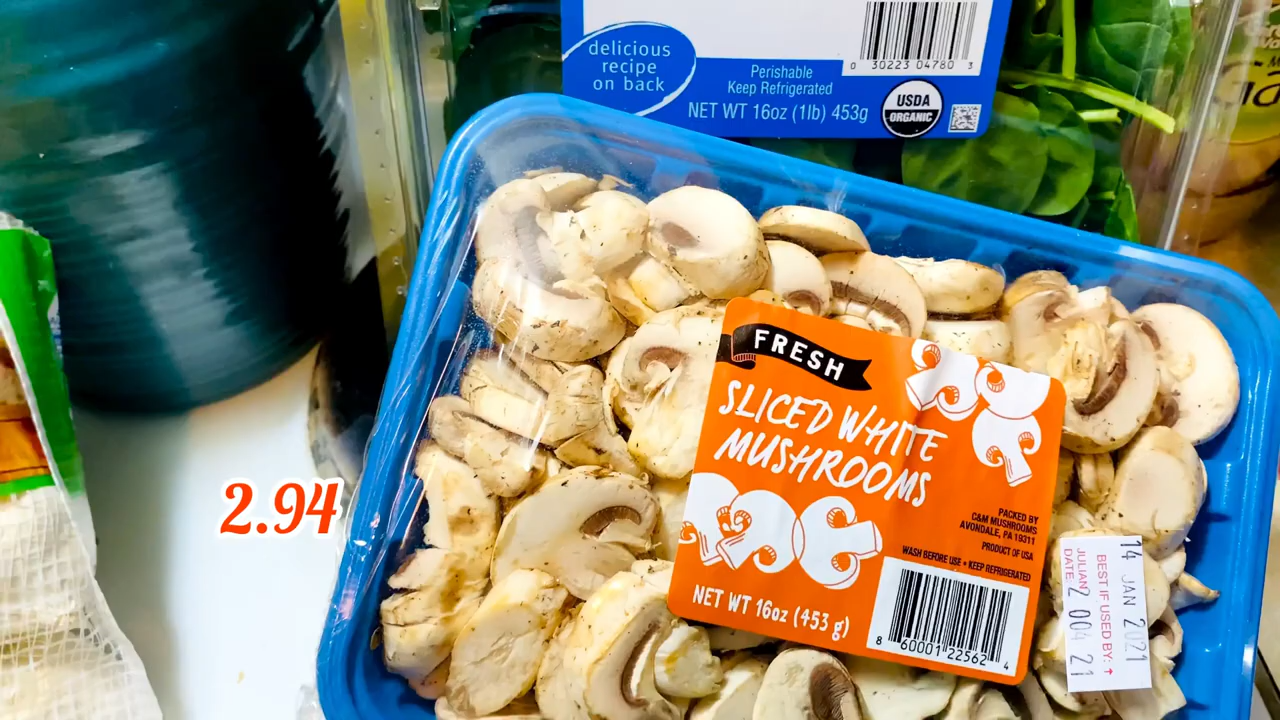 delicious
recipe
on back
Perishable
Keep Refrigerated
NET WT 16oz (1lb) 453g
0 30223 04780 3
USDA
ORGANIC
2.94
FRESH
SLICED WHITE
MUSHROOMS
PACKED BY
C&M MUSHROOMS
AVONDALE, PA 19311
PRODUCT OF USA
WASH BEFORE USE • KEEP REFRIGERATED
NET WT 16oz (453 g)
8 60001 22562 4
14 JAN 2021
BEST IF USED BY: ↑
JULIAN
DATE: 2 004 21